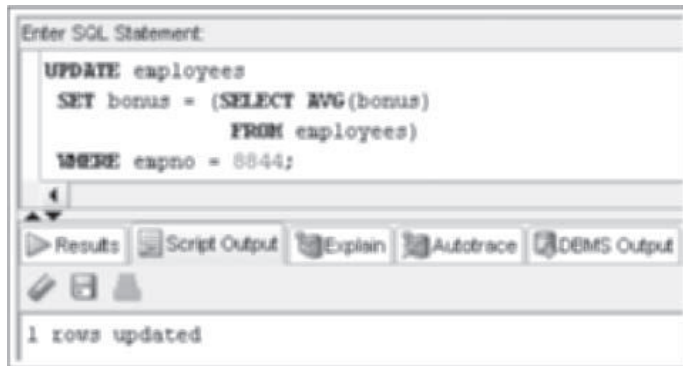 Enter SQL Statement:
UPDATE employees
SET bonus = (SELECT AVG(bonus)
FROM employees)
WHERE empno = 8844;
Results Script Output Explain Autotrace DBMS Output
1 rows updated